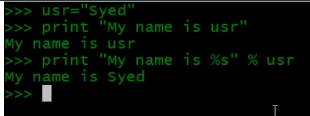 >>> usr="Syed"
>>> print "My name is usr"
My name is usr
>>> print "My name is %s" % usr
My name is Syed
>>>